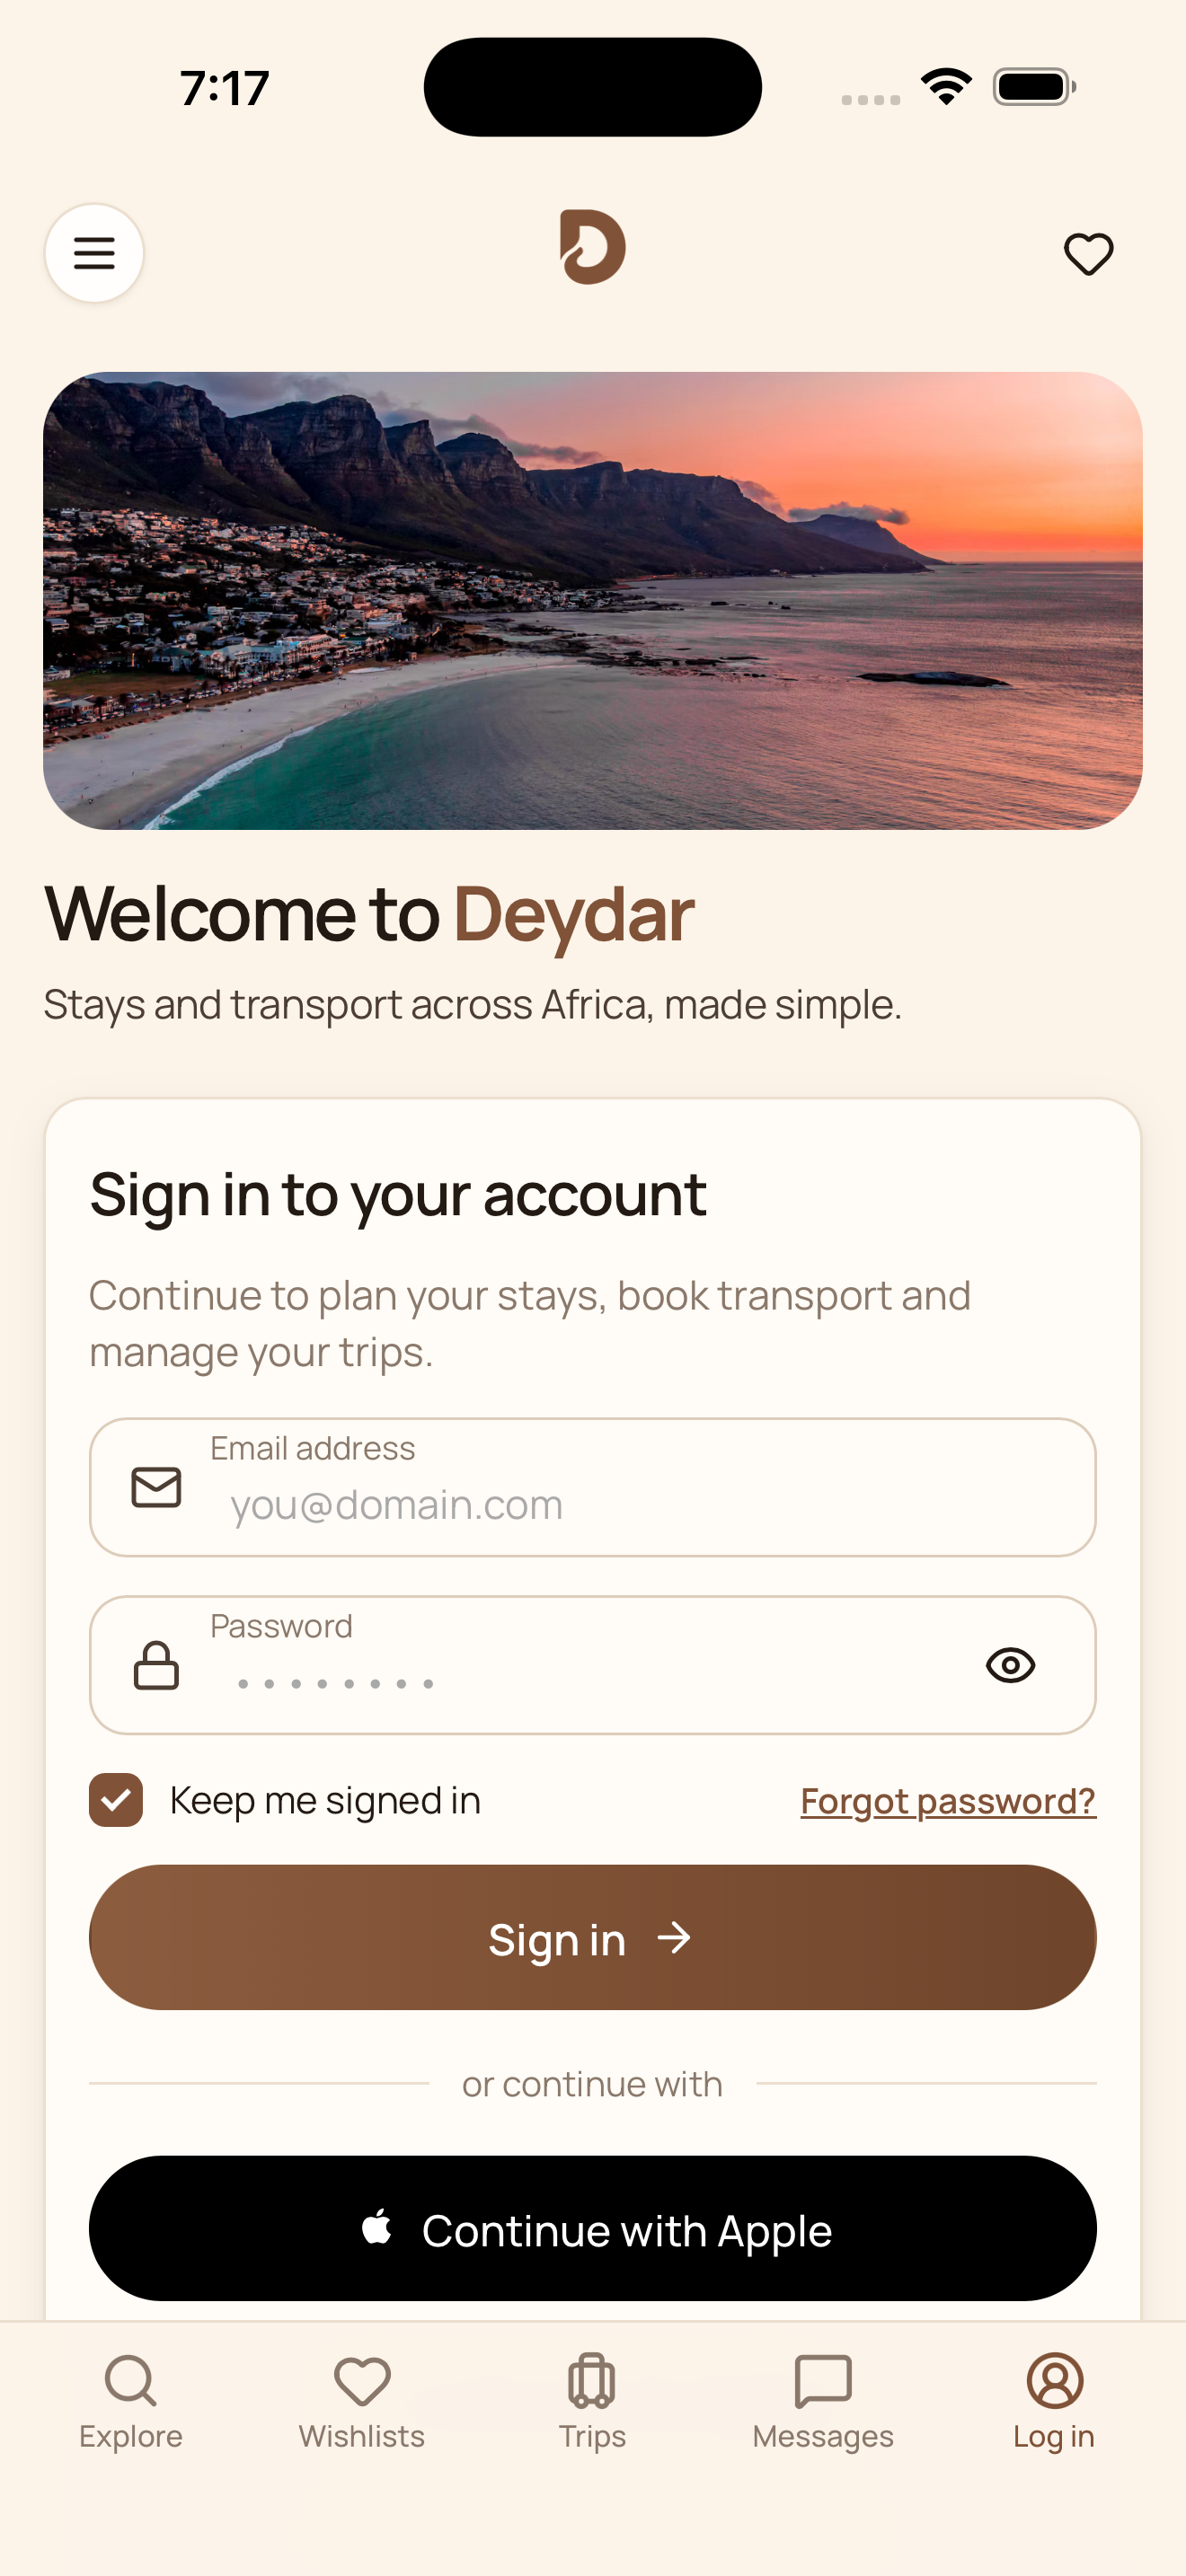 7:17
Welcome to Deydar
Stays and transport across Africa, made simple.
Sign in to your account
Continue to plan your stays, book transport and
manage your trips.
Email address
you@domain.com
Password
Keep me signed in
Forgot password?
Sign in
or continue with
Continue with Apple
Explore
Wishlists
Trips
Messages
Log in